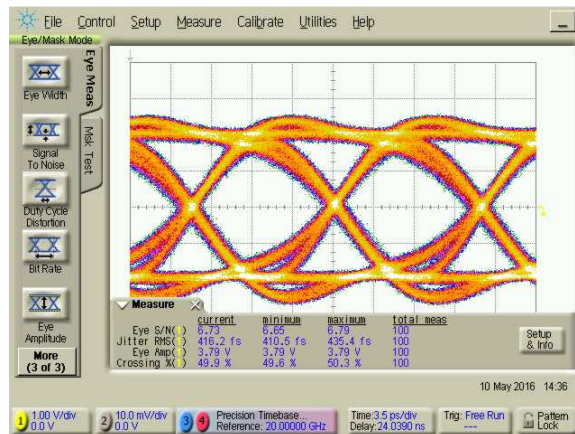 File Control Setup Measure Calibrate Utilities Help
Eye/Mask Mode
Eye Meas
Msk Test
Eye Width
Signal
To Noise
Duty Cycle
Distortion
Bit Rate
Eye
Amplitude
More
(3 of 3)
Measure
current minimum maximum total meas
Eye S/N(1) 6.73 6.65 6.79 100
Jitter RMS(1) 416.2 fs 410.5 fs 435.4 fs 100
Eye Amp(1) 3.79 V 3.79 V 3.79 V 100
Crossing %(1) 49.9 % 49.6 % 50.3 % 100
Setup
& Info
10 May 2016 14:36
1 1.00 V/div
0.0 V
2 10.0 mV/div
0.0 V
3 4 Precision Timebase...
Reference: 20.00000 GHz
Time:3.5 ps/div
Delay:24.0390 ns
Trig: Free Run
---
Pattern
Lock